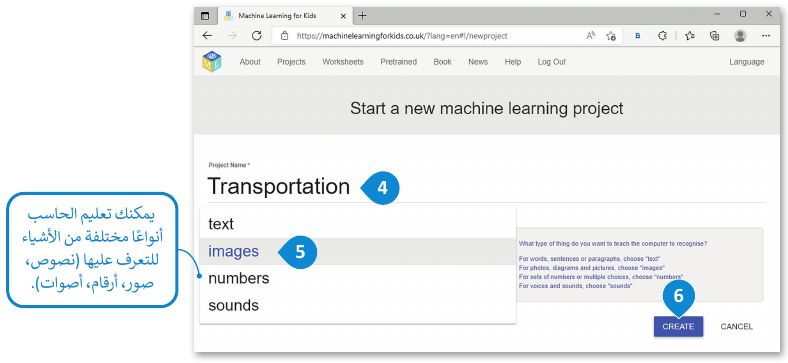 Machine Learning for Kids
https://machinelearningforkids.co.uk/?lang=en#!/newproject
About Projects Worksheets Pretrained Book News Help Log Out Language
Start a new machine learning project
Project Name *
Transportation
4
text
images
5
numbers
sounds
What type of thing do you want to teach the computer to recognise?
For words, sentences or paragraphs, choose "text"
For photos, diagrams and pictures, choose "images"
For sets of numbers or multiple choices, choose "numbers"
For voices and sounds, choose "sounds"
6
CREATE CANCEL
يمكنك تعليم الحاسب
أنواعًا مختلفة من الأشياء
للتعرف عليها (نصوص،
صور، أرقام، أصوات).